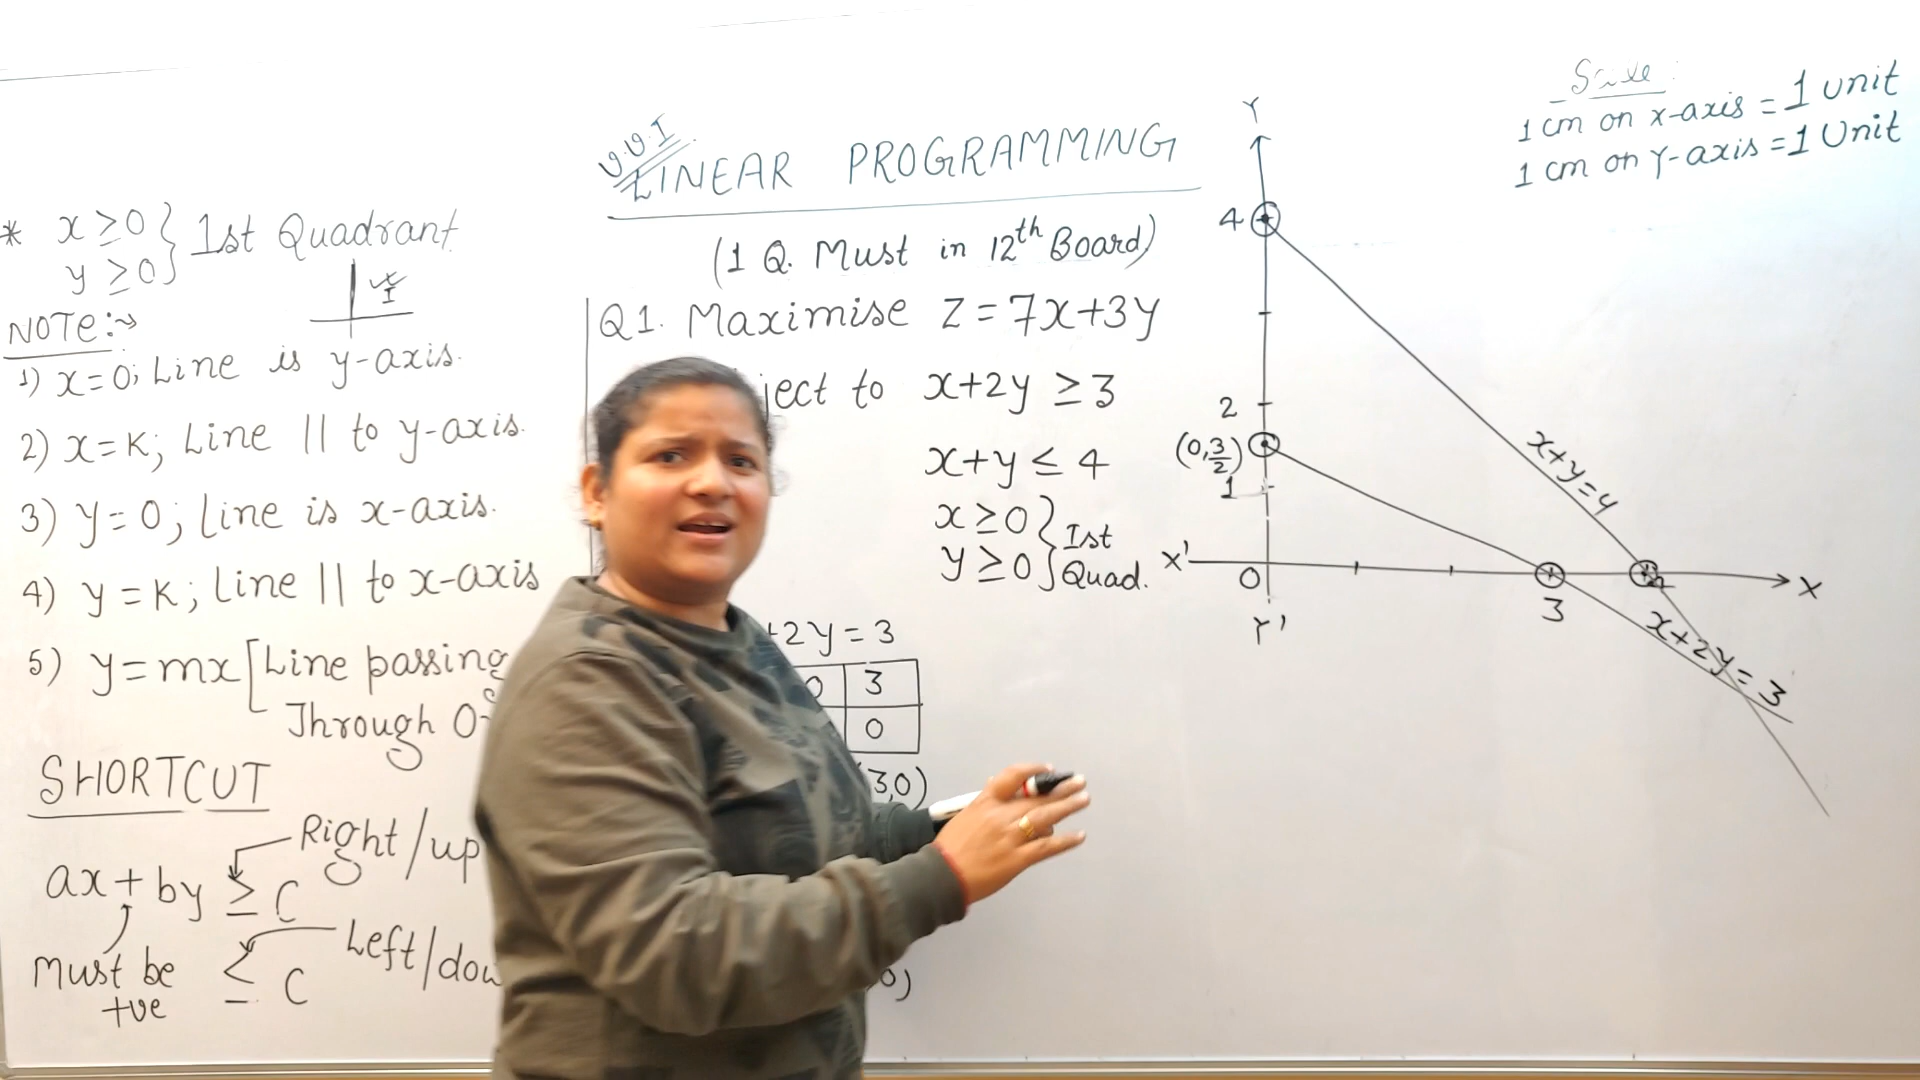 * x ≥ 0 } 1st Quadrant
y ≥ 0
I
NOTE:
1) x = 0; Line is y-axis.
2) x = K; Line || to y-axis.
3) y = 0; Line is x-axis.
4) y = K; Line || to x-axis
5) y = mx [Line passing
Through
SHORTCUT
Right/up
ax + by ≥ C
Left/
Must be
+ve
≤ C
V.V.I
LINEAR PROGRAMMING
(1 Q. Must in 12th Board)
Q1. Maximise Z = 7x+3y
ject to x+2y ≥ 3
x+y ≤ 4
x ≥ 0 } Ist
y ≥ 0 } Quad.
+2y = 3
0 3
0
3,0)
0)
Scale:
1 cm on x-axis = 1 unit
1 cm on Y-axis = 1 Unit
Y
4
2
(0,3/2)
1
X' O 3 X
Y'
x+y=4
x+2y=3